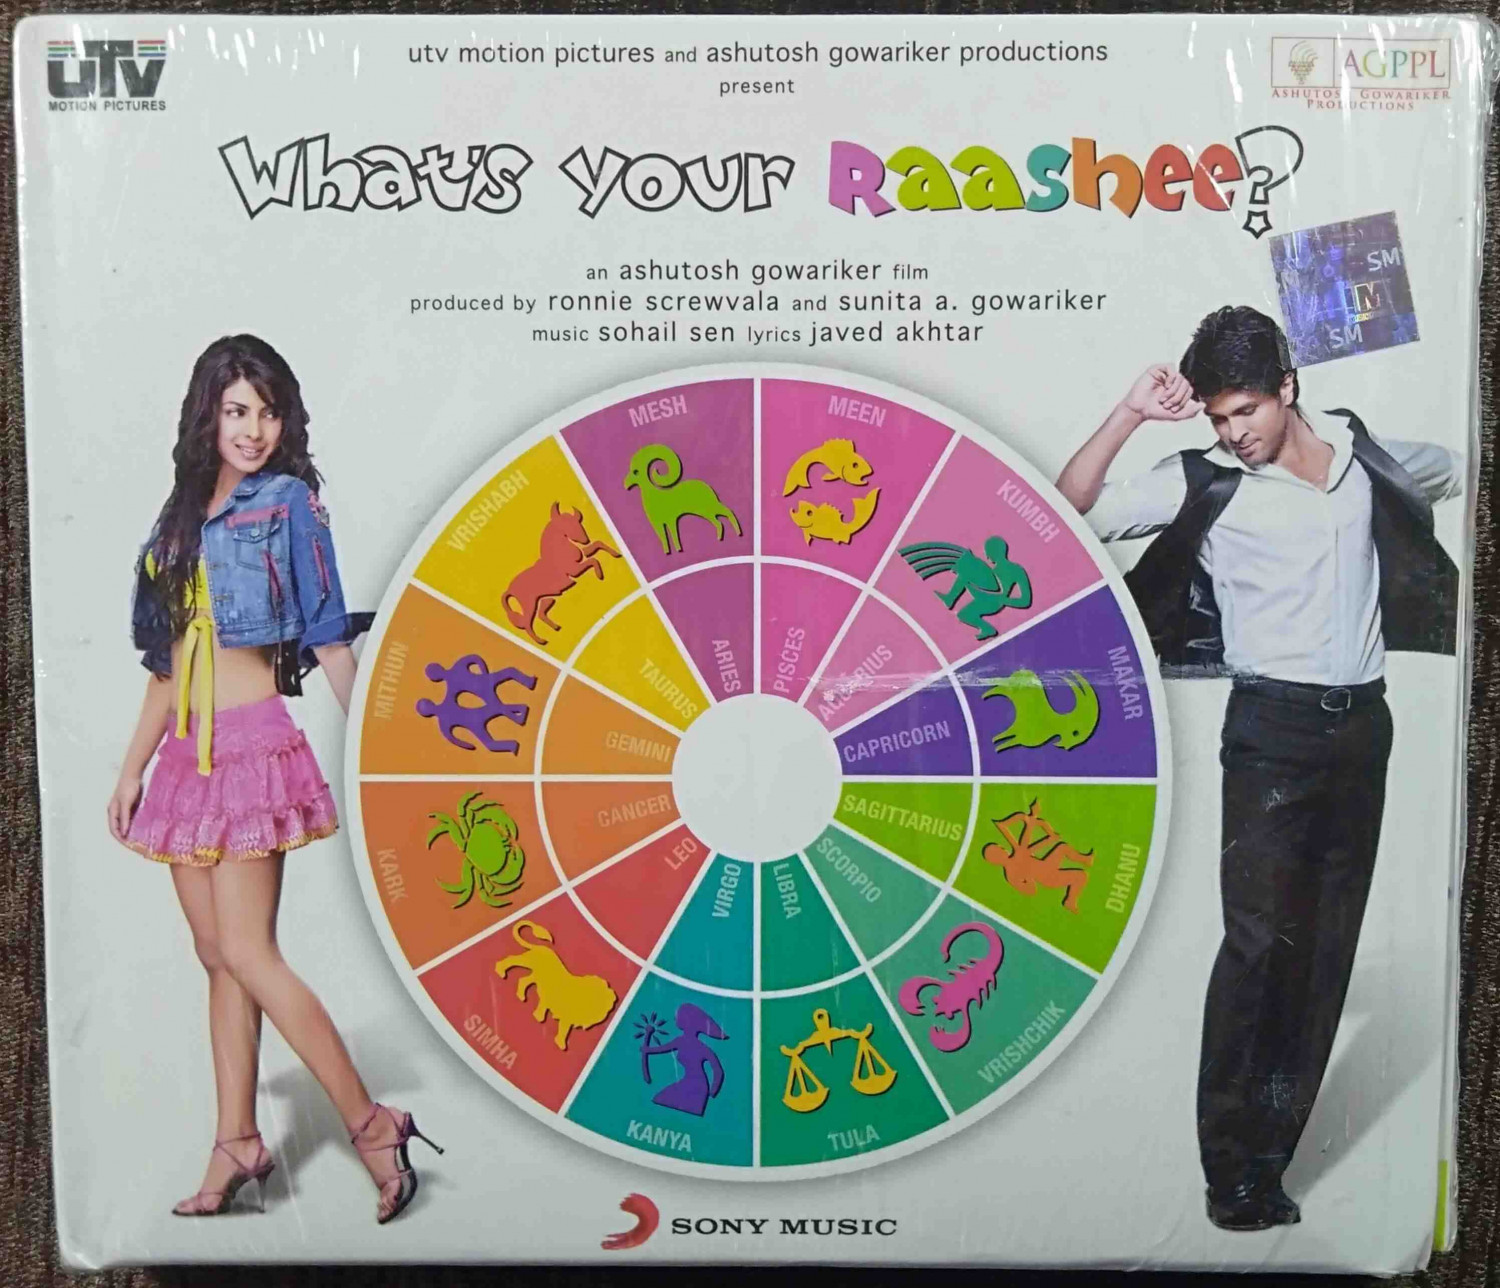 utv
MOTION PICTURES
utv motion pictures and ashutosh gowariker productions
present
AGPPL
ASHUTOSH GOWARIKER
PRODUCTIONS
What's your Raashee?
SM
M
SM
an ashutosh gowariker film
produced by ronnie screwvala and sunita a. gowariker
music sohail sen lyrics javed akhtar
MESH
MEEN
KUMBH
MAKAR
DHANU
VRISHCHIK
TULA
KANYA
SIMHA
KARK
MITHUN
VRISHABH
ARIES
PISCES
AQUARIUS
CAPRICORN
SAGITTARIUS
SCORPIO
LIBRA
VIRGO
LEO
CANCER
GEMINI
TAURUS
SONY MUSIC